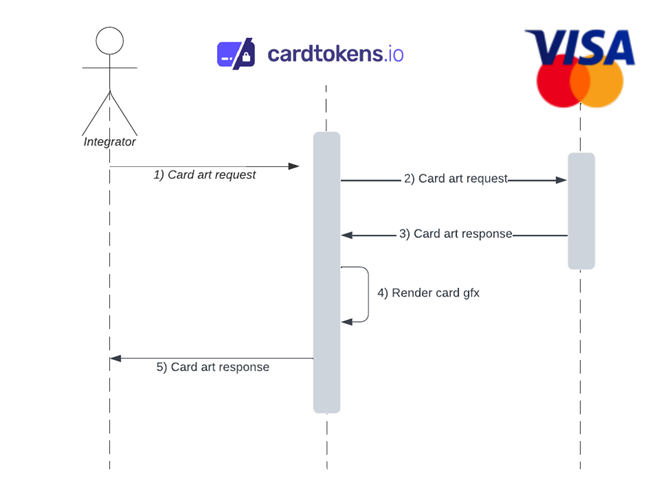 cardtokens.io
VISA
Integrator
1) Card art request
2) Card art request
3) Card art response
4) Render card gfx
5) Card art response